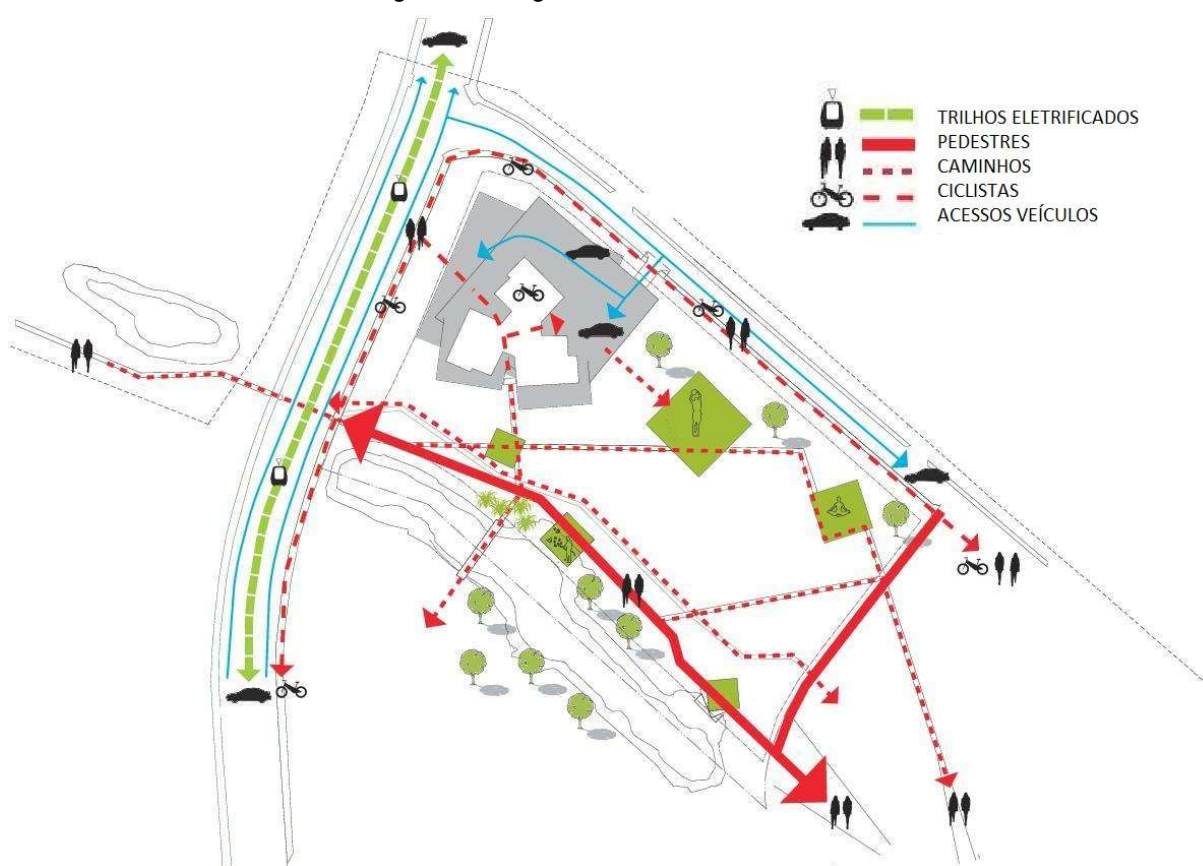 TRILHOS ELETRIFICADOS
PEDESTRES
CAMINHOS
CICLISTAS
ACESSOS VEÍCULOS